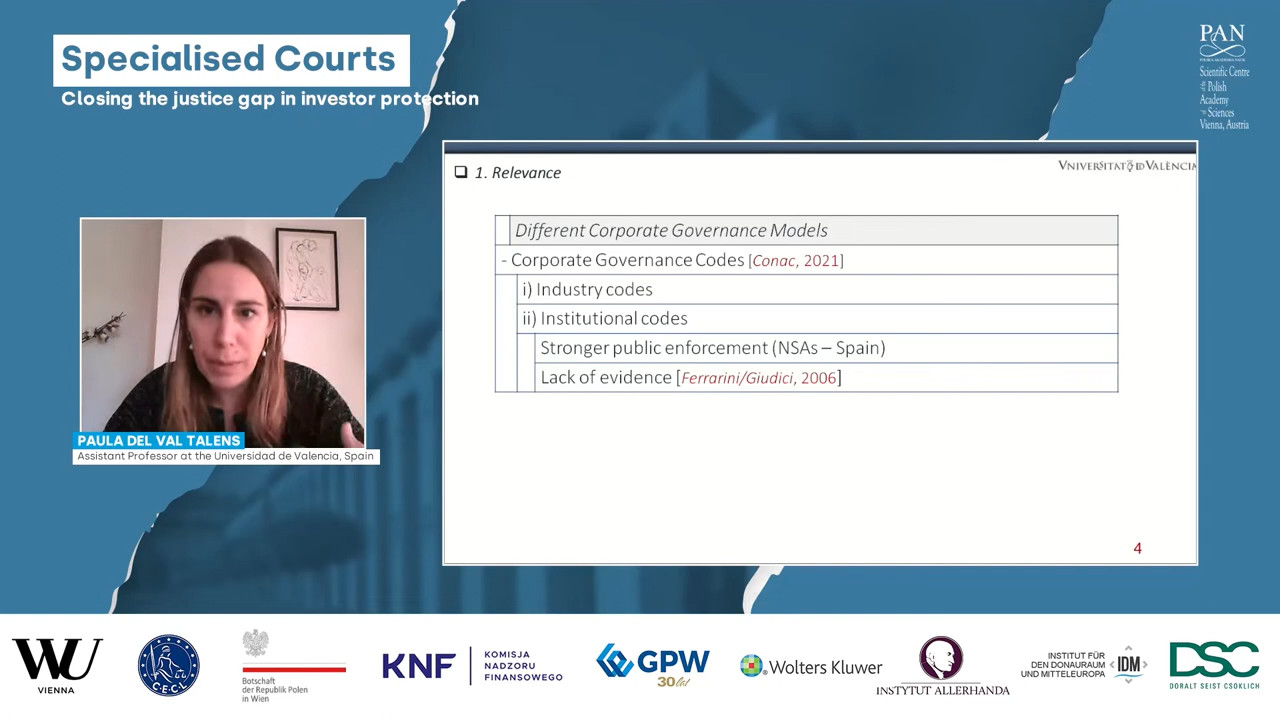 Specialised Courts
Closing the justice gap in investor protection
PAN
POLSKA AKADEMIA NAUK
Scientific Centre
of the Polish
Academy
of Sciences
Vienna, Austria
❑ 1. Relevance
VNIVERSITAT ID VALÈNCIA
Different Corporate Governance Models
- Corporate Governance Codes [Conac, 2021]
i) Industry codes
ii) Institutional codes
Stronger public enforcement (NSAs – Spain)
Lack of evidence [Ferrarini/Giudici, 2006]
4
PAULA DEL VAL TALENS
Assistant Professor at the Universidad de Valencia, Spain
WU
VIENNA
C·E·C·L
Botschaft
der Republik Polen
in Wien
KNF
KOMISJA
NADZORU
FINANSOWEGO
GPW
30 lat
Wolters Kluwer
INSTYTUT ALLERHANDA
INSTITUT FÜR
DEN DONAURAUM
UND MITTELEUROPA
IDM
DSC
DORALT SEIST CSOKLICH